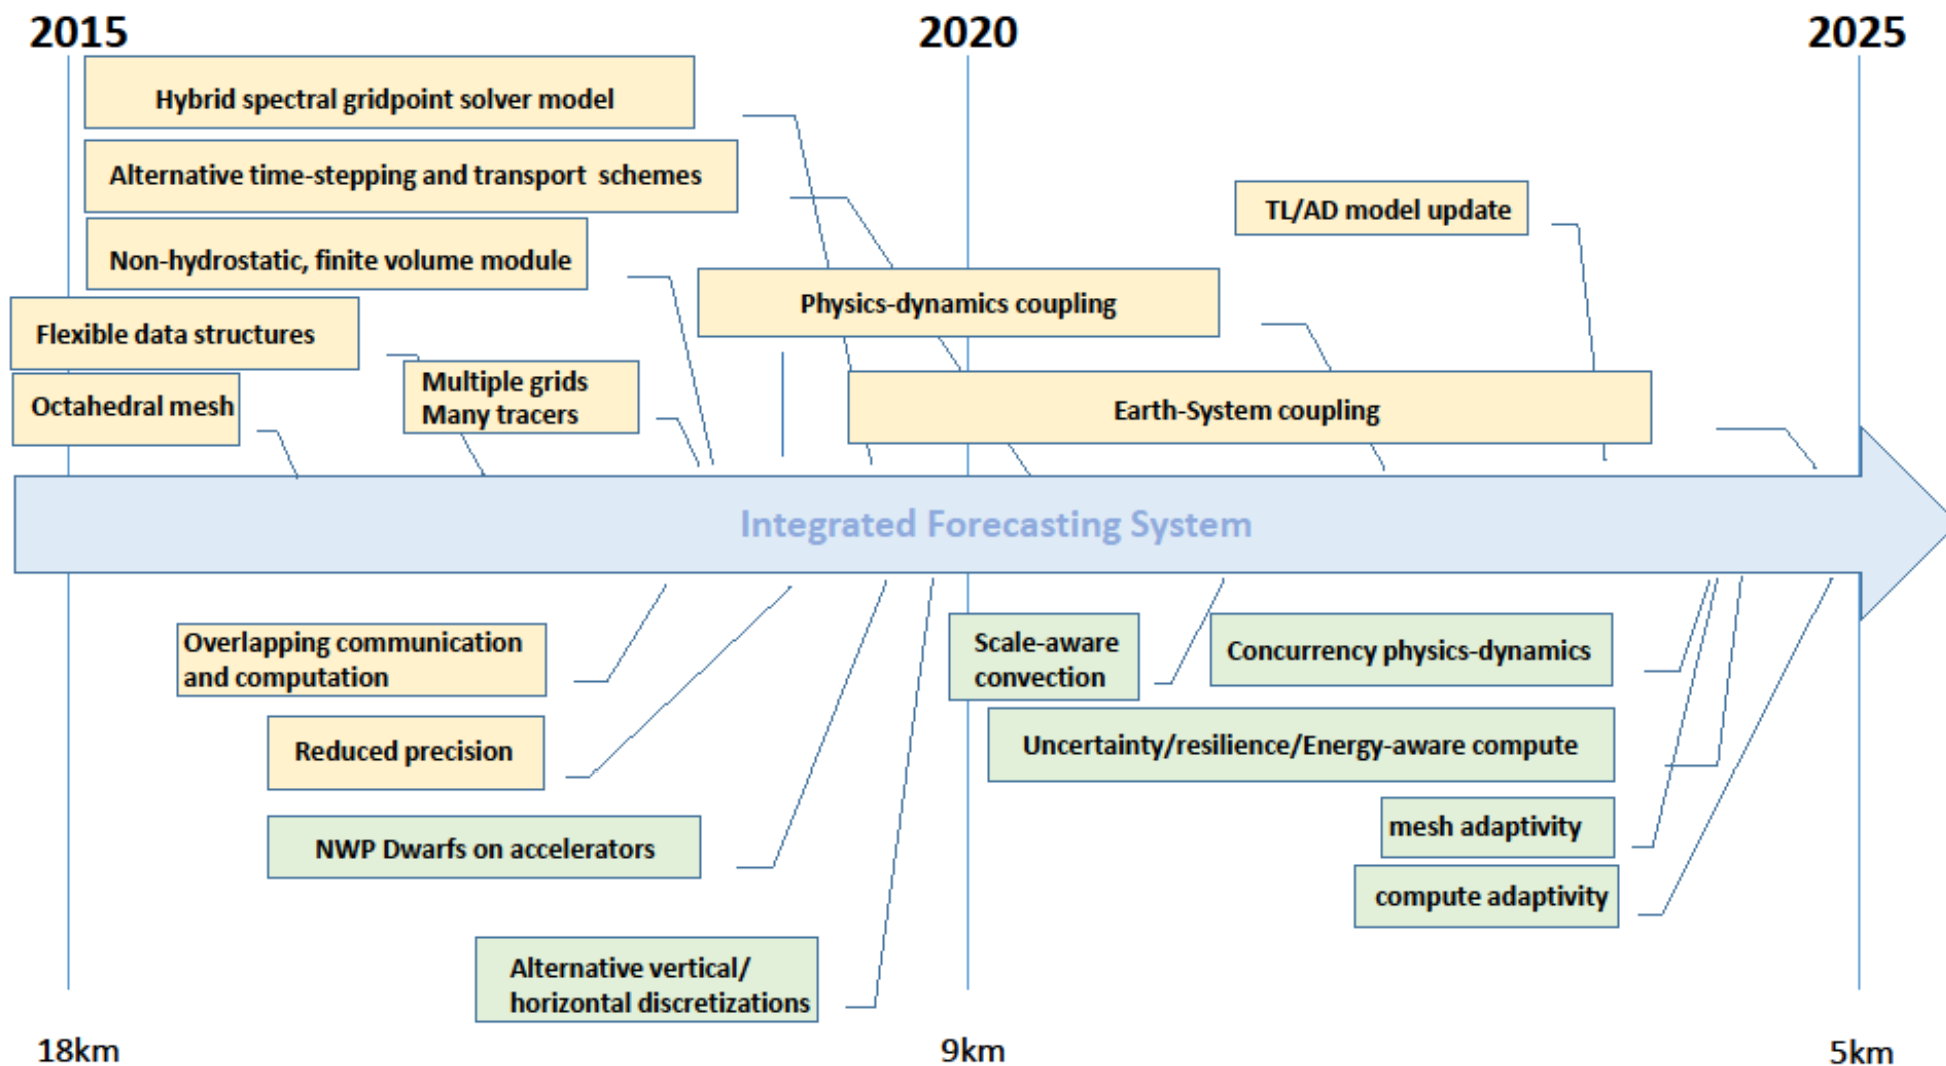 2015
2020
2025
Hybrid spectral gridpoint solver model
Alternative time-stepping and transport schemes
TL/AD model update
Non-hydrostatic, finite volume module
Physics-dynamics coupling
Flexible data structures
Multiple grids
Many tracers
Octahedral mesh
Earth-System coupling
Integrated Forecasting System
Overlapping communication
and computation
Scale-aware
convection
Concurrency physics-dynamics
Reduced precision
Uncertainty/resilience/Energy-aware compute
NWP Dwarfs on accelerators
mesh adaptivity
compute adaptivity
Alternative vertical/
horizontal discretizations
18km
9km
5km